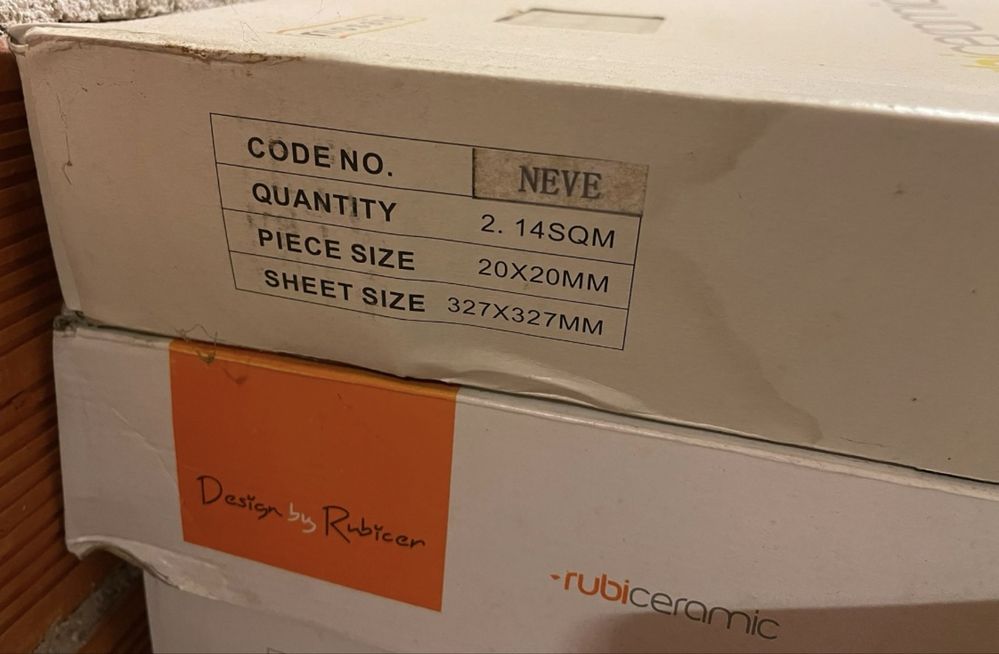 CODE NO. NEVE
QUANTITY 2. 14SQM
PIECE SIZE 20X20MM
SHEET SIZE 327X327MM
Design by Rubicer
rubiceramic